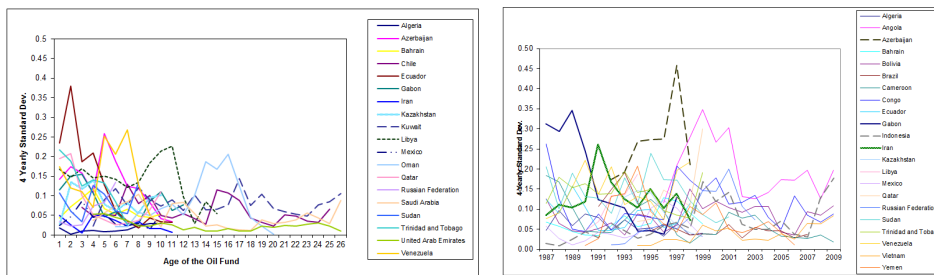 4 Yearly Standard Dev.
0.5
0.45
0.4
0.35
0.3
0.25
0.2
0.15
0.1
0.05
0
1 2 3 4 5 6 7 8 9 10 11 12 13 14 15 16 17 18 19 20 21 22 23 24 25 26
Age of the Oil Fund
Algeria
Azerbaijan
Bahrain
Chile
Ecuador
Gabon
Iran
Kazakhstan
Kuwait
Libya
Mexico
Oman
Qatar
Russian Federation
Saudi Arabia
Sudan
Trinidad and Tobago
United Arab Emirates
Venezuela
4 Yearly Standard Dev.
0.50
0.45
0.40
0.35
0.30
0.25
0.20
0.15
0.10
0.05
0.00
1987 1989 1991 1993 1995 1997 1999 2001 2003 2005 2007 2009
Algeria
Angola
Azerbaijan
Bahrain
Bolivia
Brazil
Cameroon
Congo
Ecuador
Gabon
Indonesia
Iran
Kazakhstan
Libya
Mexico
Qatar
Russian Federatio
Sudan
Trinidad and Tobago
Venezuela
Vietnam
Yemen